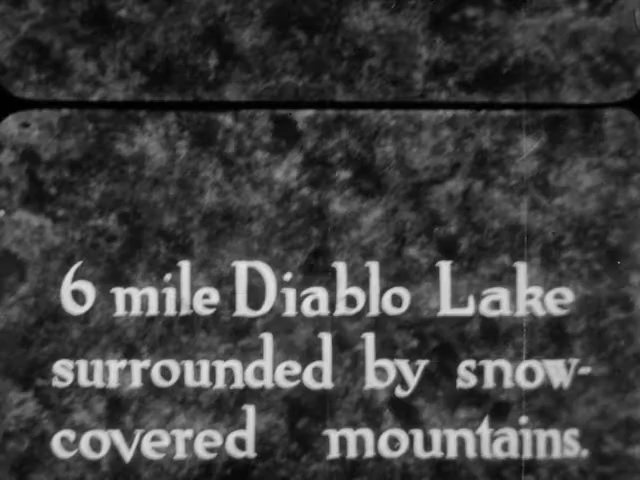 6 mile Diablo Lake
surrounded by snow-
covered mountains.